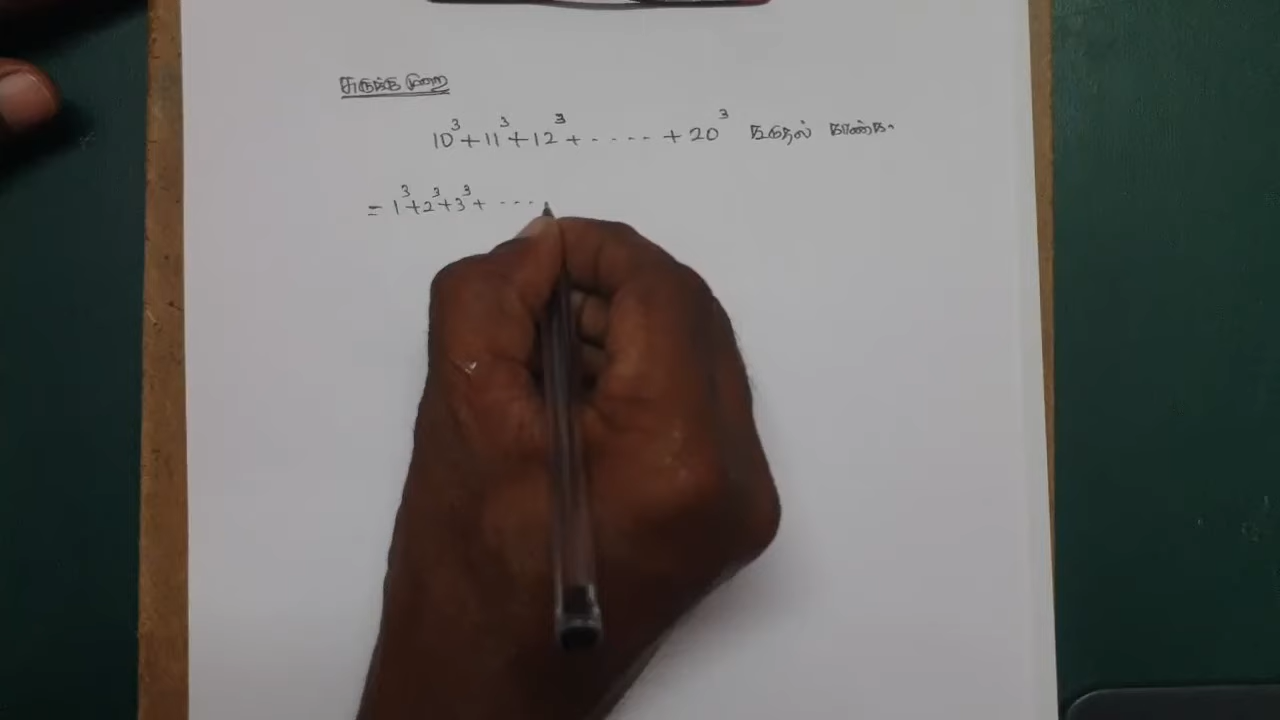 சுருக்க முறை
10³ + 11³ + 12³ + ..... + 20³ கூடுதல் காண்க.
= 1³ + 2³ + 3³ + ....